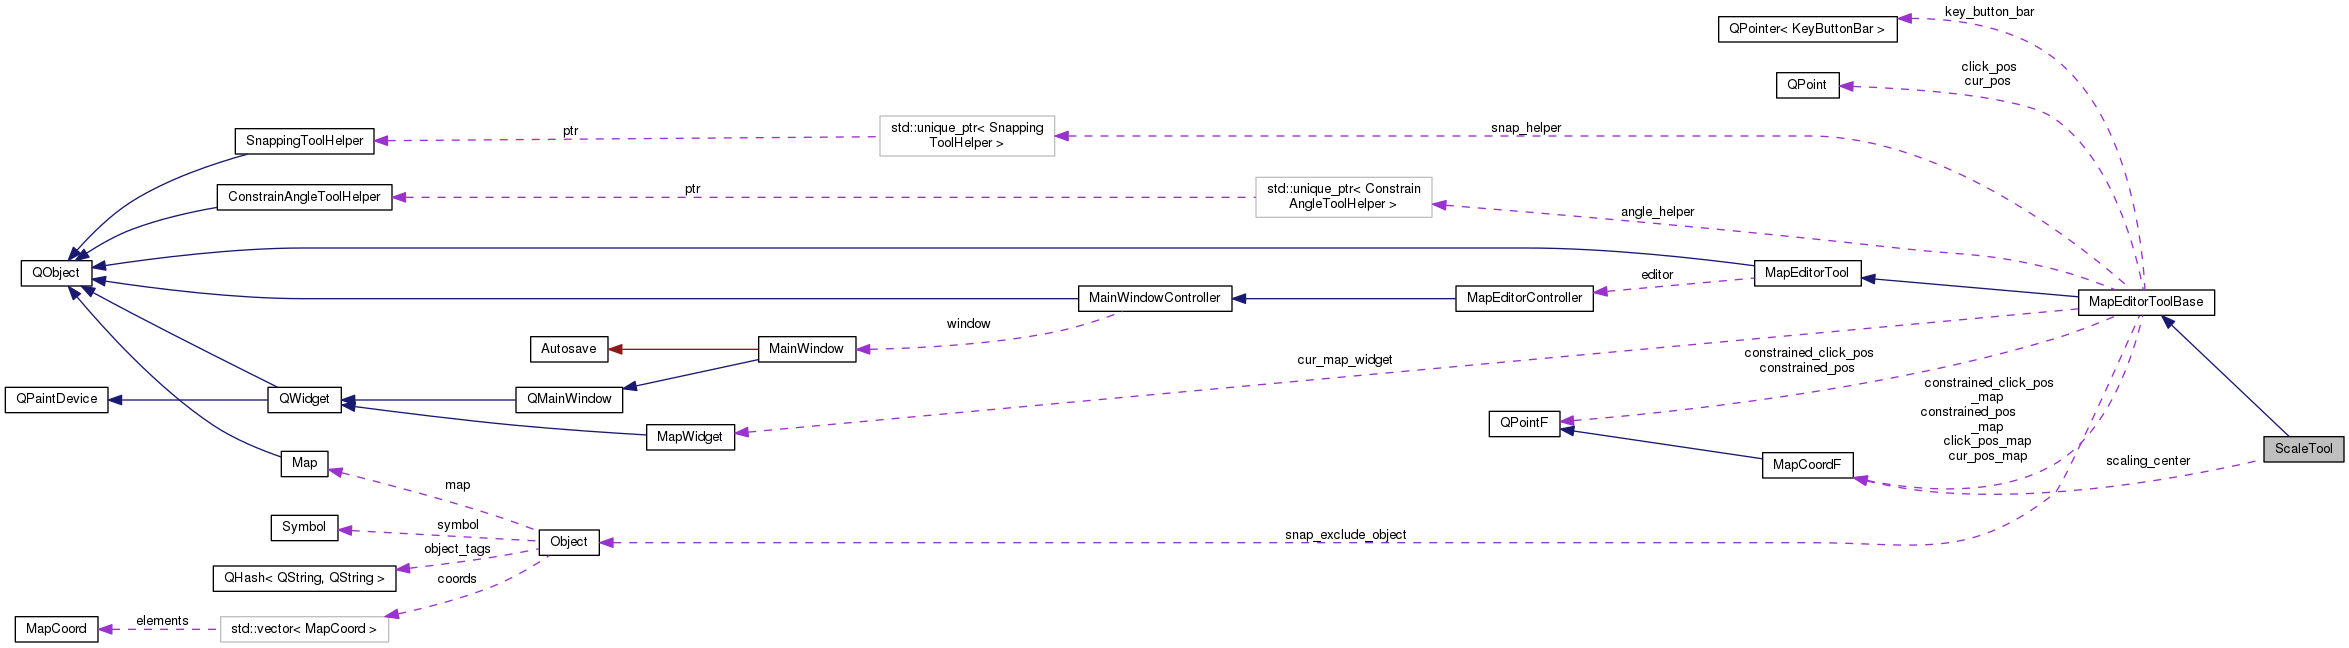 key_button_bar
QPointer< KeyButtonBar >
click_pos
cur_pos
QPoint
SnappingToolHelper
ptr
std::unique_ptr< Snapping
ToolHelper >
snap_helper
ConstrainAngleToolHelper
ptr
std::unique_ptr< Constrain
AngleToolHelper >
angle_helper
QObject
MapEditorTool
editor
MainWindowController
MapEditorController
MapEditorToolBase
window
Autosave
MainWindow
cur_map_widget
constrained_click_pos
constrained_pos
QPaintDevice
QWidget
QMainWindow
constrained_click_pos
_map
constrained_pos
_map
click_pos_map
cur_pos_map
QPointF
MapWidget
ScaleTool
Map
MapCoordF
scaling_center
map
Symbol
symbol
Object
snap_exclude_object
object_tags
QHash< QString, QString >
coords
MapCoord
elements
std::vector< MapCoord >